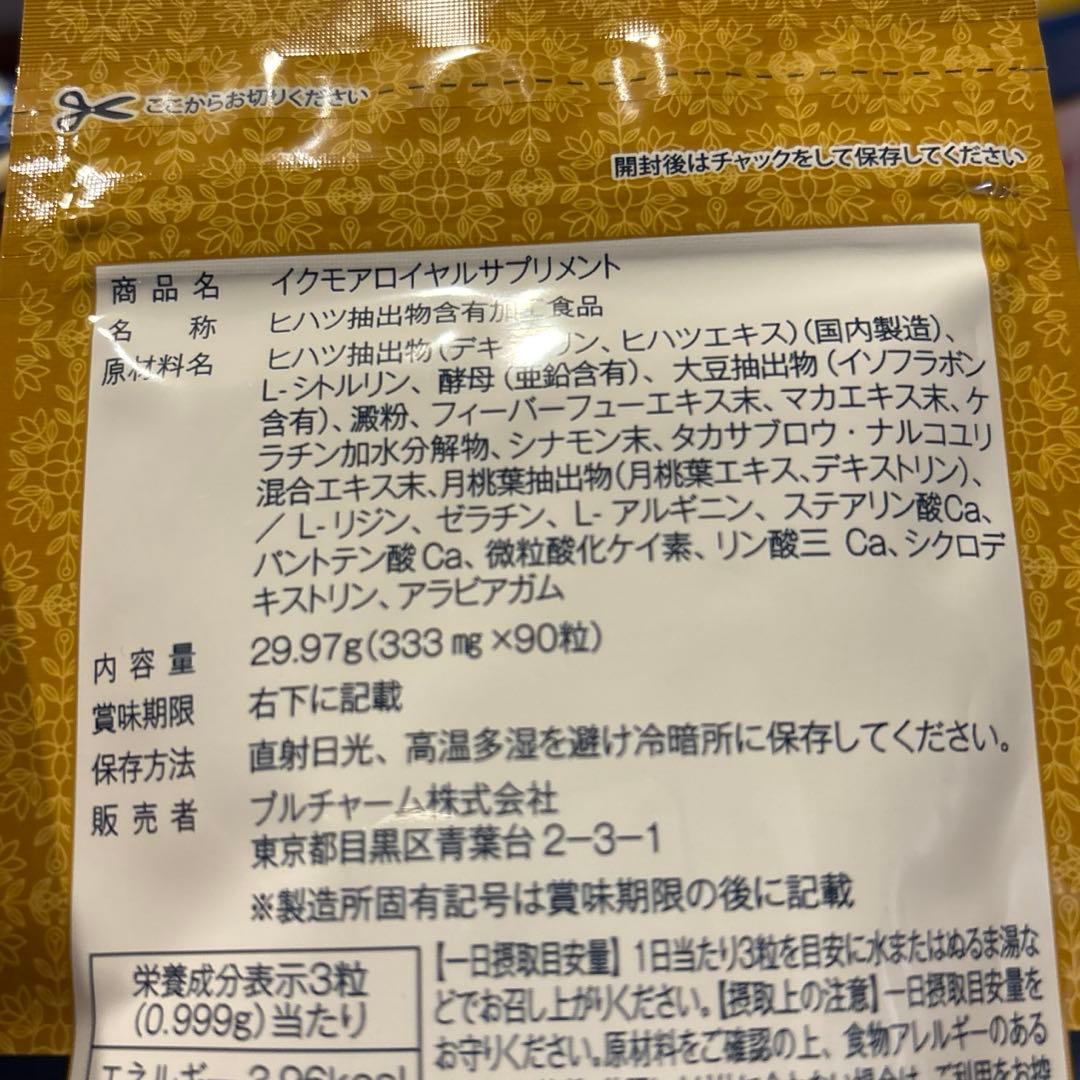 ここからお切りください
開封後はチャックをして保存してください
商品名 イクモアロイヤルサプリメント
名称 ヒハツ抽出物含有加工食品
原材料名 ヒハツ抽出物(デキストリン、ヒハツエキス)(国内製造)、
L-シトルリン、酵母(亜鉛含有)、大豆抽出物(イソフラボン
含有)、澱粉、フィーバーフューエキス末、マカエキス末、ケ
ラチン加水分解物、シナモン末、タカサブロウ・ナルコユリ
混合エキス末、月桃葉抽出物(月桃葉エキス、デキストリン)、
/ L-リジン、ゼラチン、L-アルギニン、ステアリン酸Ca、
パントテン酸Ca、微粒酸化ケイ素、リン酸三 Ca、シクロデ
キストリン、アラビアガム
内容量 29.97g(333㎎×90粒)
賞味期限 右下に記載
保存方法 直射日光、高温多湿を避け冷暗所に保存してください。
販売者 プルチャーム株式会社
東京都目黒区青葉台2-3-1
※製造所固有記号は賞味期限の後に記載
栄養成分表示3粒
(0.999g)当たり
エネルギー 3.96kcal
【一日摂取目安量】1日当たり3粒を目安に水またはぬるま湯な
どでお召し上がりください。【摂取上の注意】一日摂取目安量を
お守りください。原材料をご確認の上、食物アレルギーのある